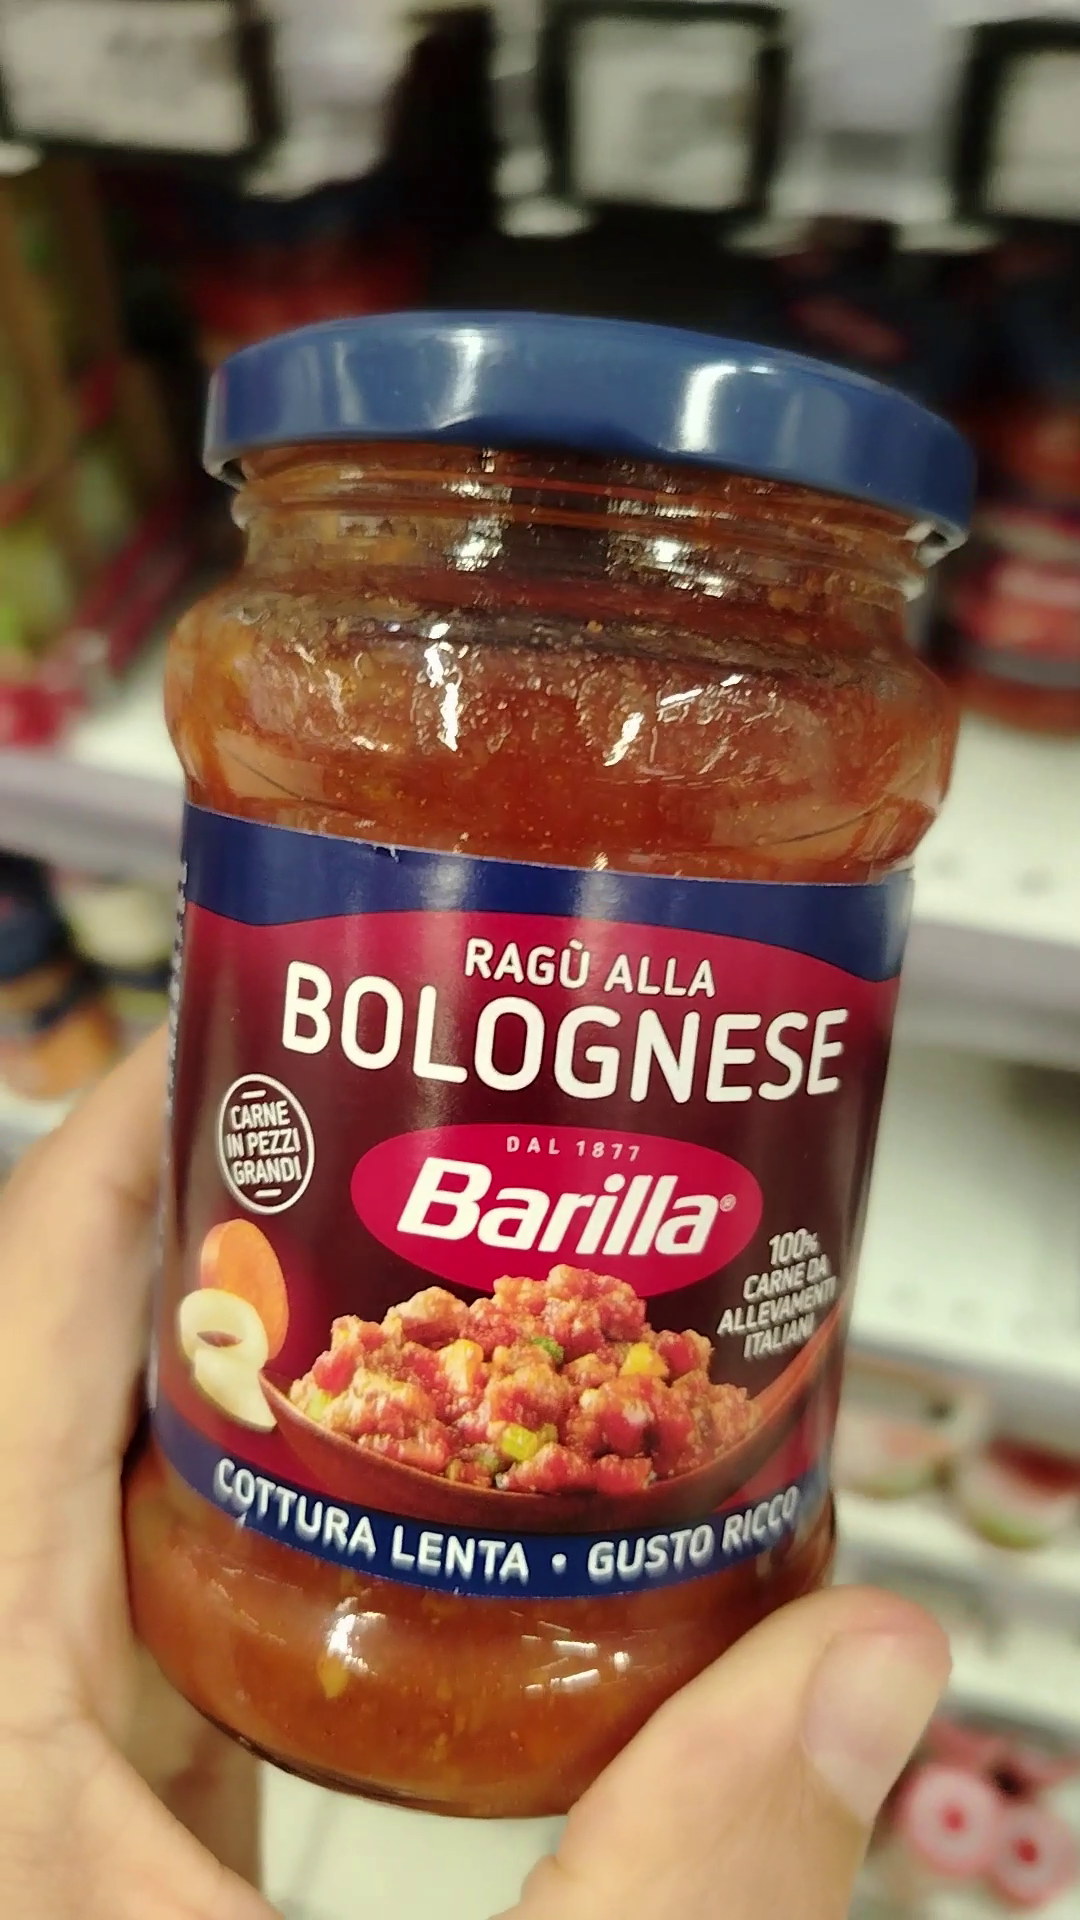 RAGÙ ALLA
BOLOGNESE
CARNE
IN PEZZI
GRANDI
DAL 1877
Barilla®
100%
CARNE DA
ALLEVAMENTI
ITALIANI
COTTURA LENTA • GUSTO RICCO